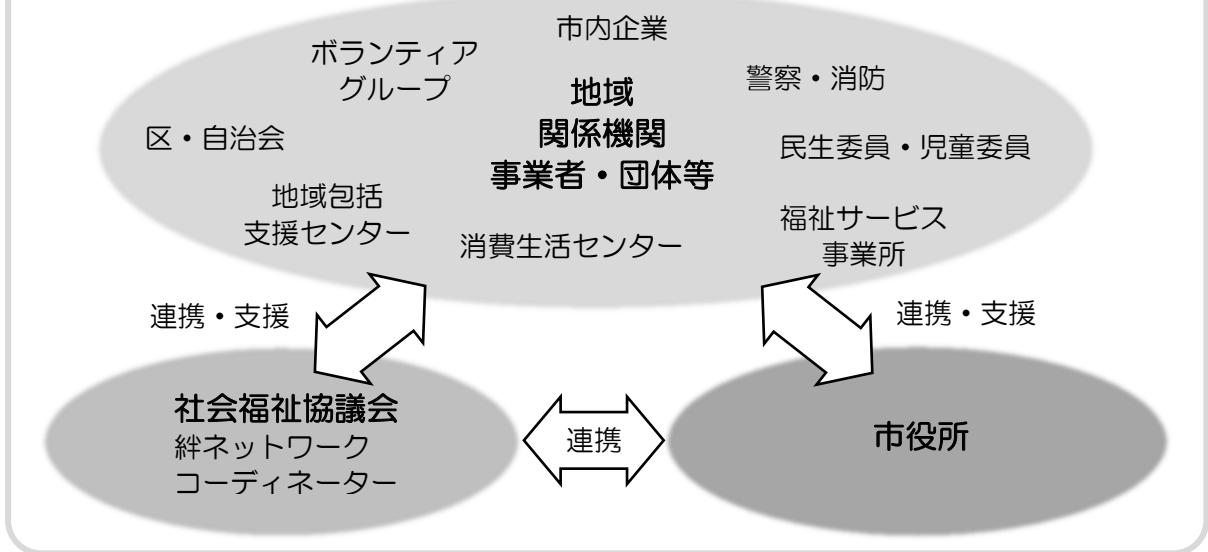 市内企業
ボランティア
グループ
警察・消防
地域
関係機関
事業者・団体等
区・自治会
民生委員・児童委員
地域包括
支援センター
消費生活センター
福祉サービス
事業所
連携・支援
連携・支援
社会福祉協議会
絆ネットワーク
コーディネーター
連携
市役所